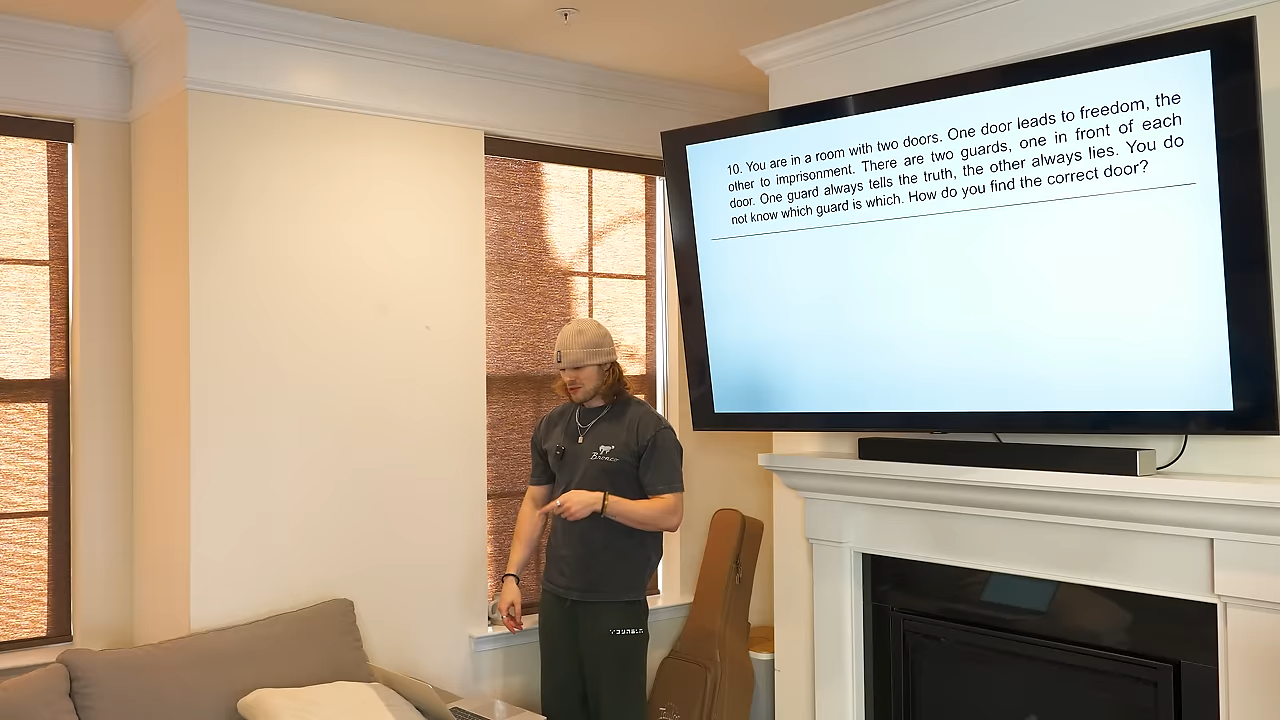 10. You are in a room with two doors. One door leads to freedom, the
other to imprisonment. There are two guards, one in front of each
door. One guard always tells the truth, the other always lies. You do
not know which guard is which. How do you find the correct door?
Bronco